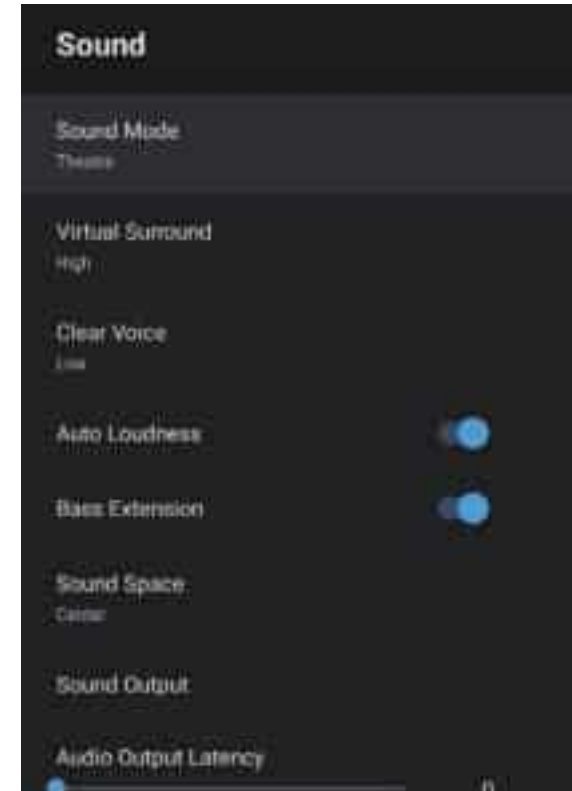 Sound
Sound Mode
Theatre
Virtual Surround
High
Clear Voice
Low
Auto Loudness
Bass Extension
Sound Space
Center
Sound Output
Audio Output Latency
0